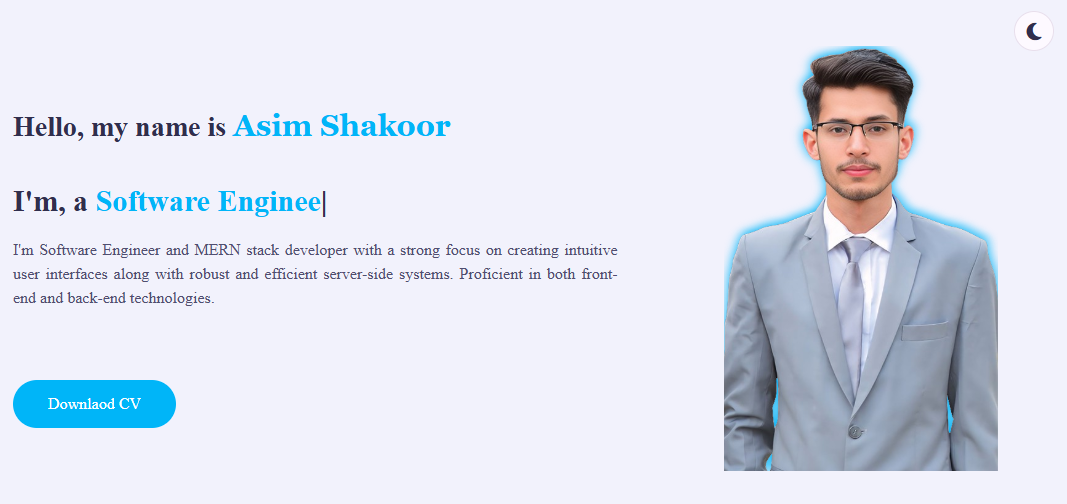 Hello, my name is Asim Shakoor
I'm, a Software Enginee|
I'm Software Engineer and MERN stack developer with a strong focus on creating intuitive
user interfaces along with robust and efficient server-side systems. Proficient in both front-
end and back-end technologies.
Downlaod CV